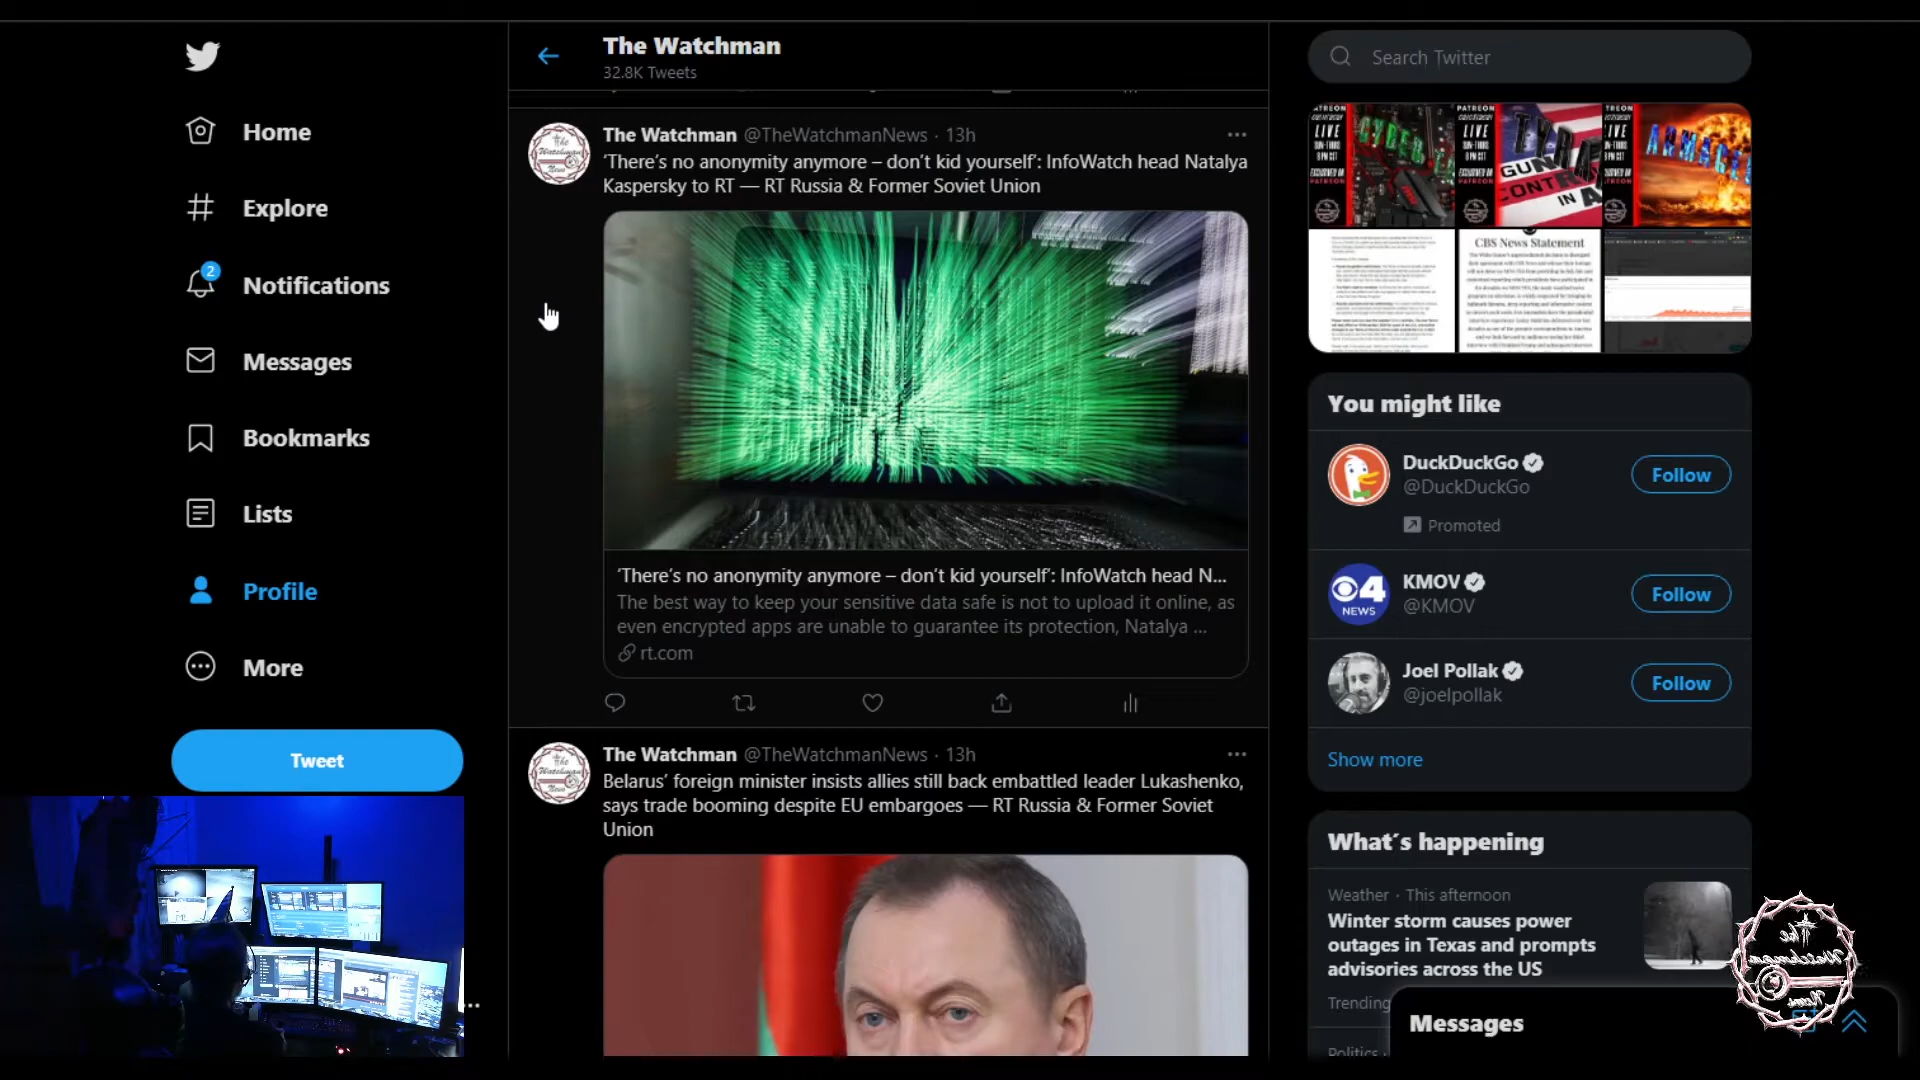 The Watchman
32.8K Tweets
Home
Explore
2
Notifications
Messages
Bookmarks
Lists
Profile
More
Tweet
The Watchman @TheWatchmanNews · 13h
‘There’s no anonymity anymore – don’t kid yourself’: InfoWatch head Natalya
Kaspersky to RT — RT Russia & Former Soviet Union
‘There’s no anonymity anymore – don’t kid yourself’: InfoWatch head N...
The best way to keep your sensitive data safe is not to upload it online, as
even encrypted apps are unable to guarantee its protection, Natalya ...
rt.com
The Watchman @TheWatchmanNews · 13h
Belarus’ foreign minister insists allies still back embattled leader Lukashenko,
says trade booming despite EU embargoes — RT Russia & Former Soviet
Union
Search Twitter
CBS News Statement
You might like
DuckDuckGo
@DuckDuckGo
Follow
Promoted
4
NEWS
KMOV
@KMOV
Follow
Joel Pollak
@joelpollak
Follow
Show more
What´s happening
Weather · This afternoon
Winter storm causes power
outages in Texas and prompts
advisories across the US
Trending
Politics ·
Messages
The
Watchman
News